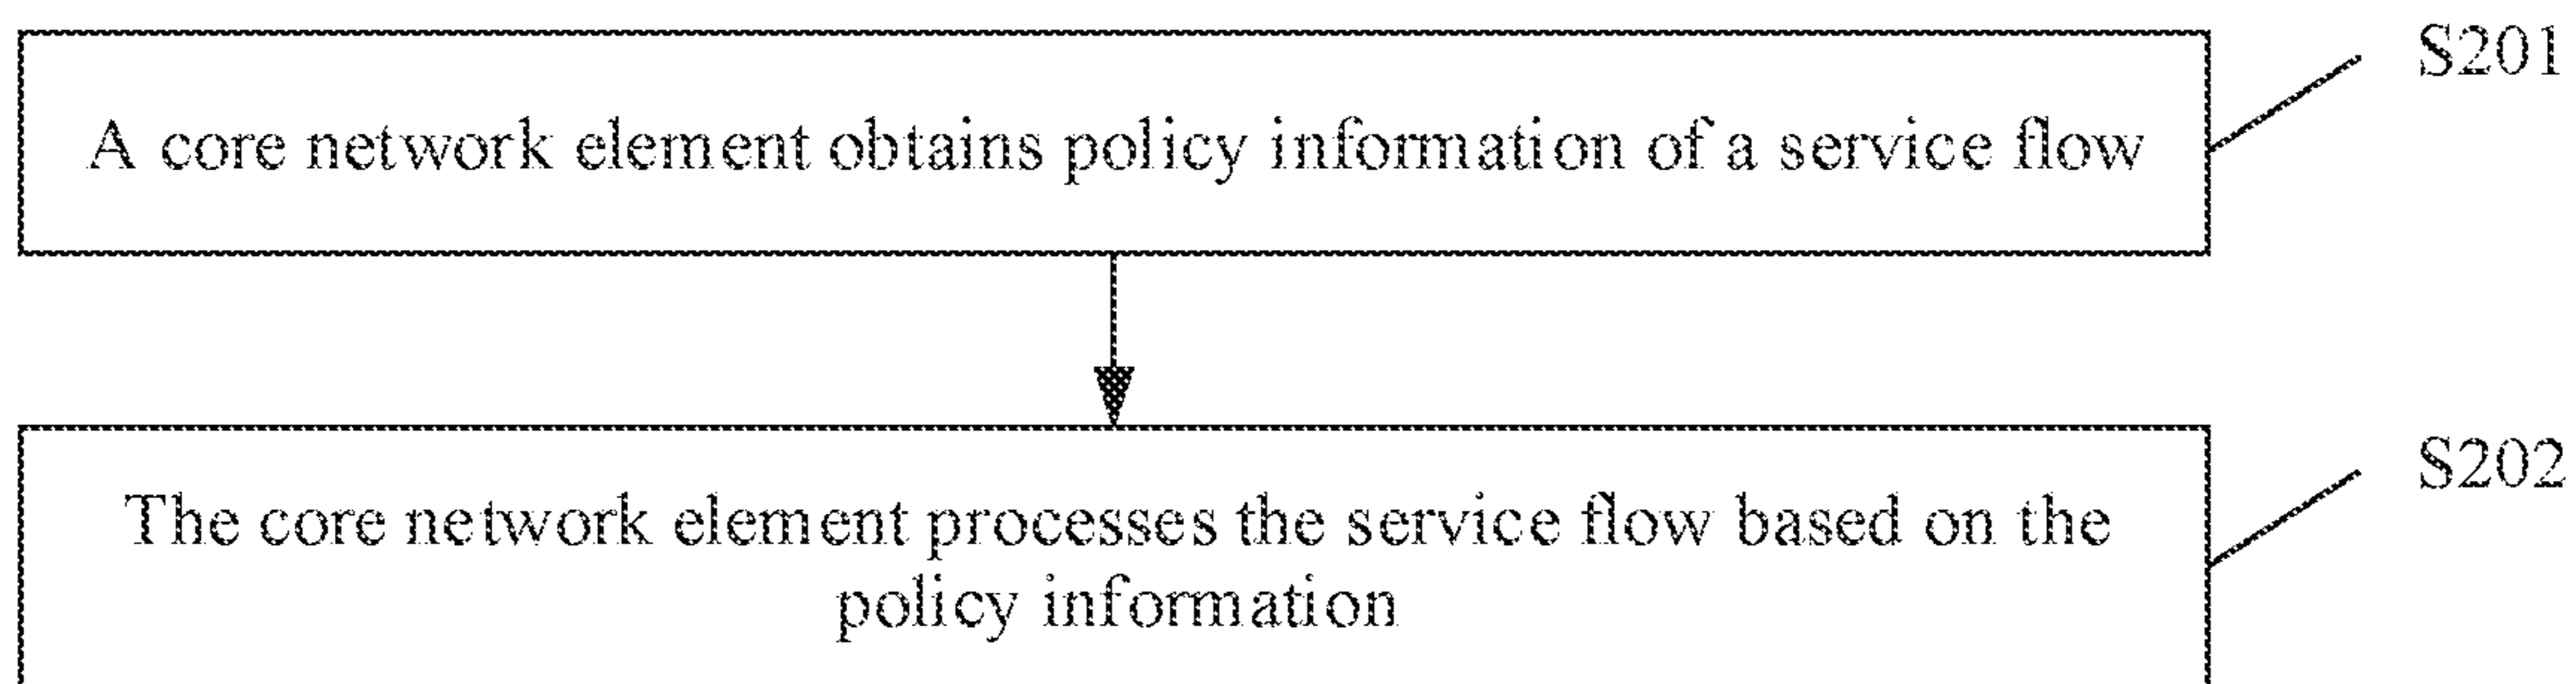 S201
A core network element obtains policy information of a service flow
S202
The core network element processes the service flow based on the
policy information